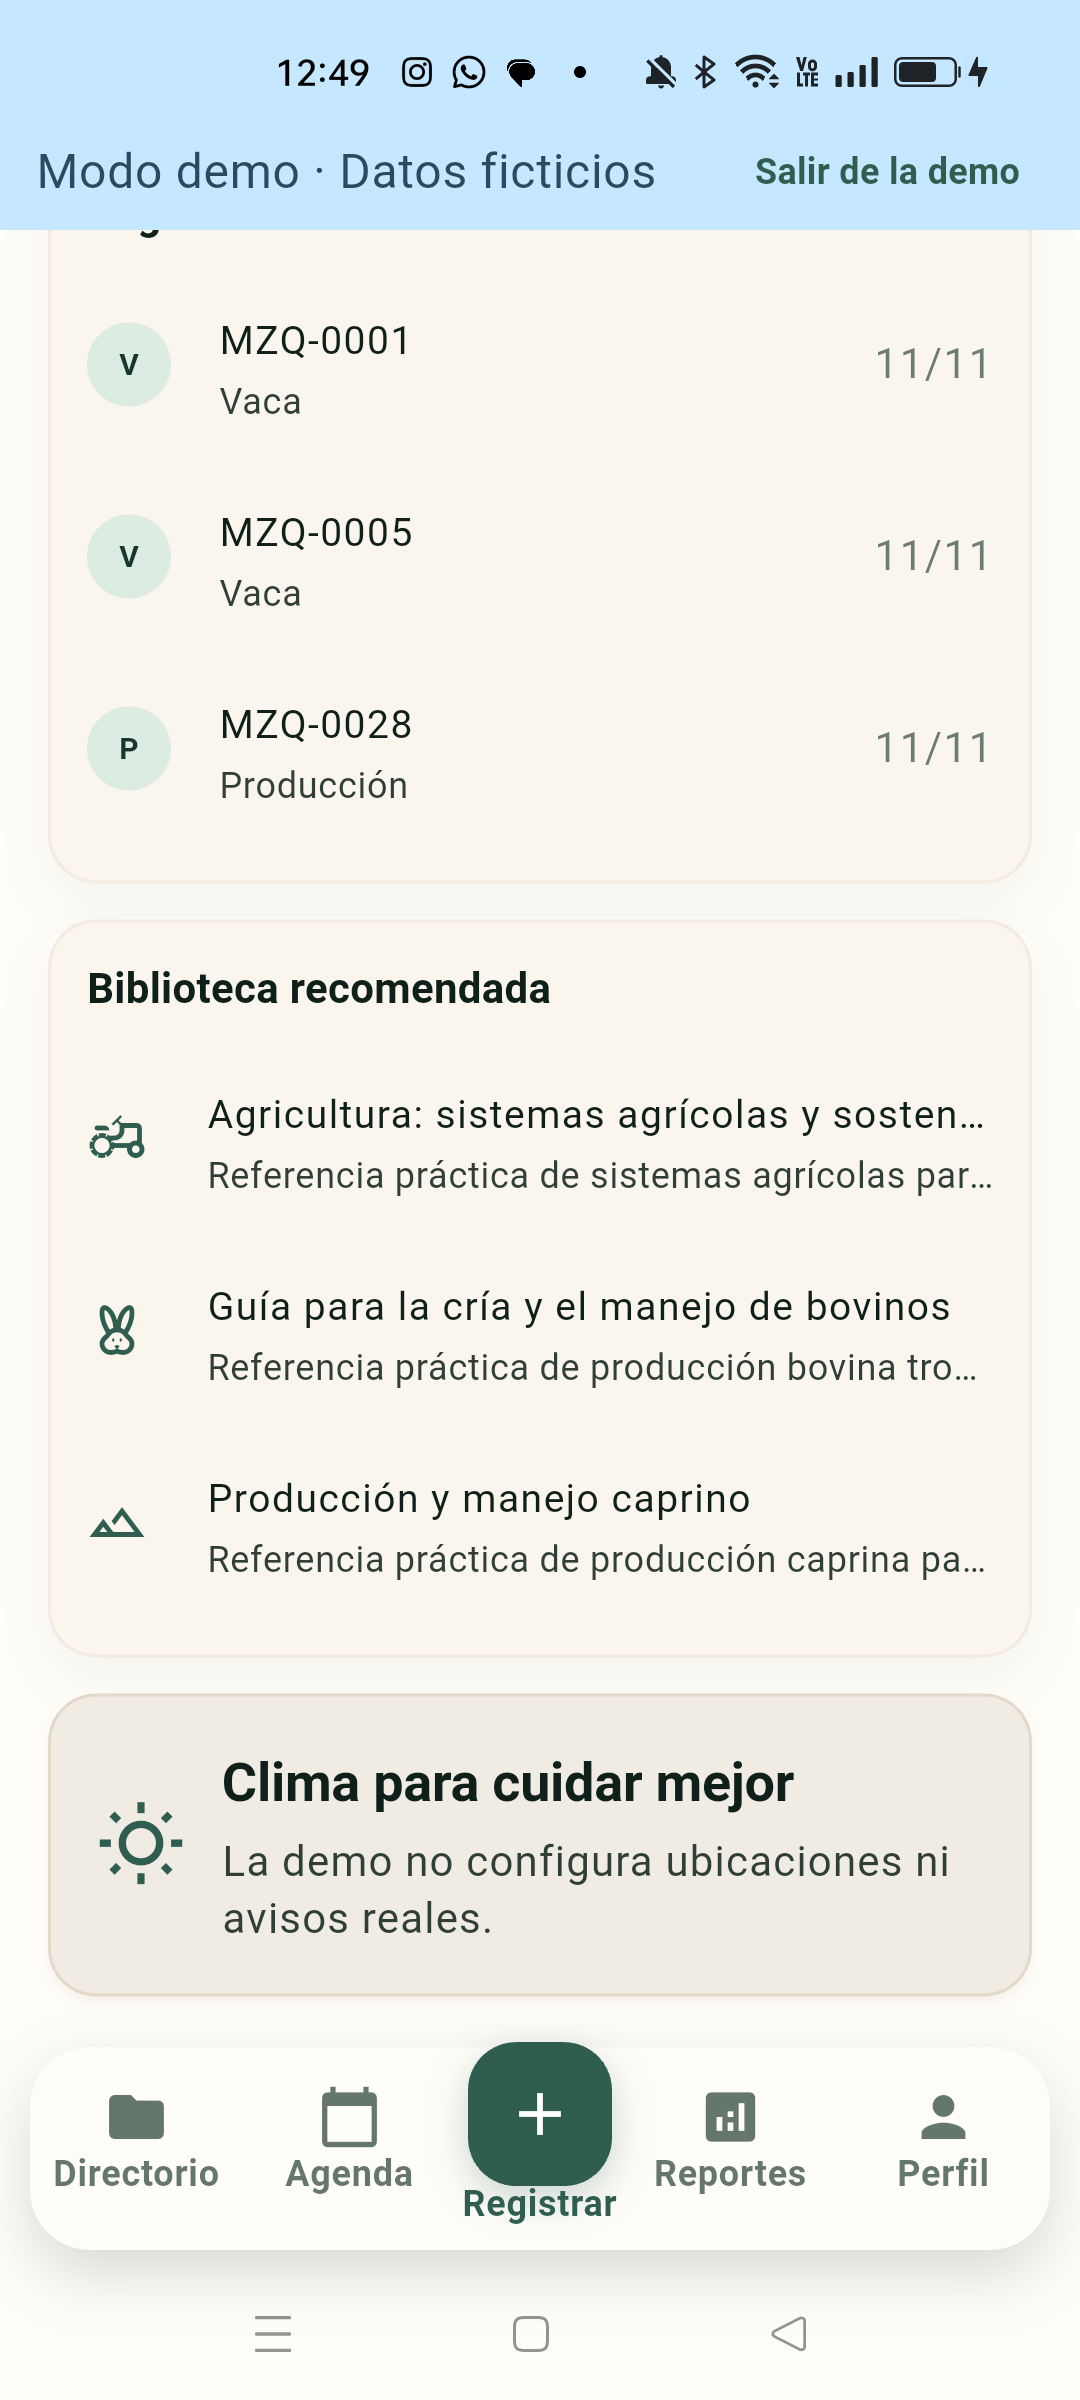 12:49
Vo
LTE
Modo demo · Datos ficticios
Salir de la demo
V
MZQ-0001
Vaca
11/11
V
MZQ-0005
Vaca
11/11
P
MZQ-0028
Producción
11/11
Biblioteca recomendada
Agricultura: sistemas agrícolas y sosten…
Referencia práctica de sistemas agrícolas par…
Guía para la cría y el manejo de bovinos
Referencia práctica de producción bovina tro…
Producción y manejo caprino
Referencia práctica de producción caprina pa…
Clima para cuidar mejor
La demo no configura ubicaciones ni
avisos reales.
Directorio
Agenda
Registrar
Reportes
Perfil